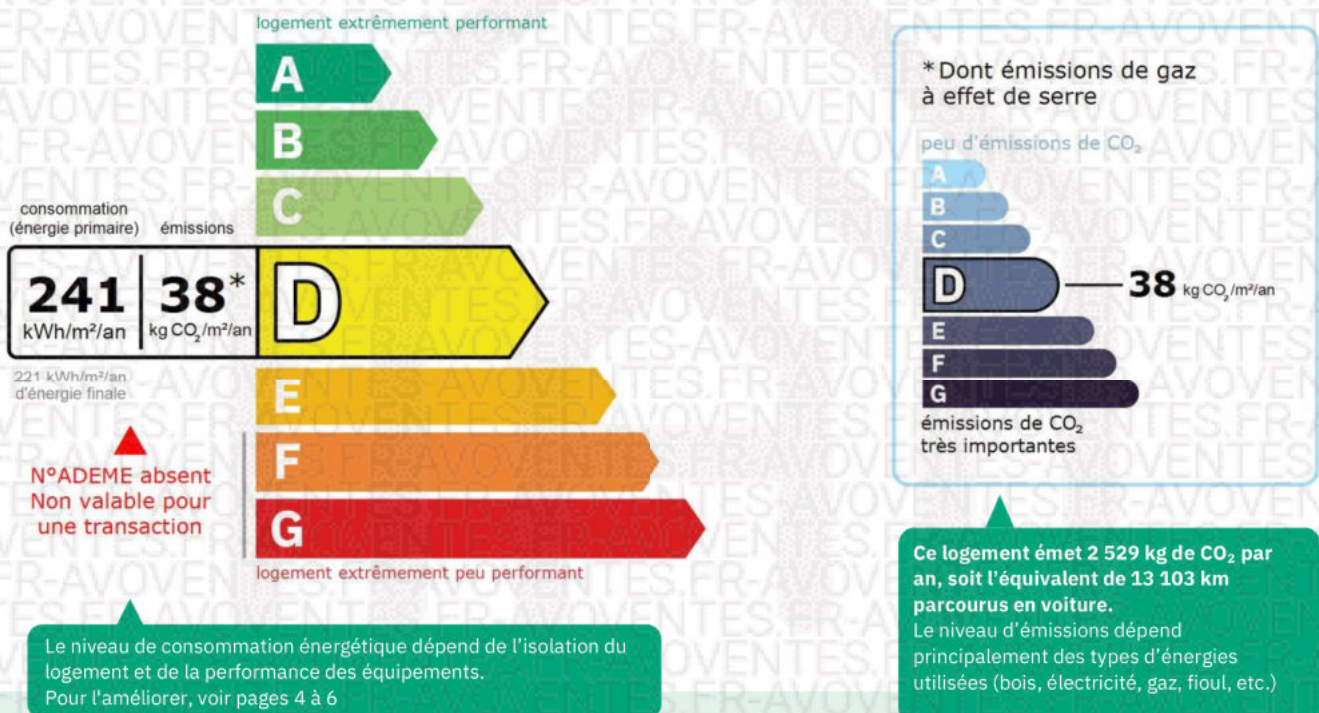 logement extrêmement performant
A
B
C
consommation
(énergie primaire)
émissions
241
kWh/m²/an
38*
kg CO₂/m²/an
D
221 kWh/m²/an
d'énergie finale
E
F
G
N°ADEME absent
Non valable pour
une transaction
logement extrêmement peu performant
Le niveau de consommation énergétique dépend de l'isolation du
logement et de la performance des équipements.
Pour l'améliorer, voir pages 4 à 6
*Dont émissions de gaz
à effet de serre
peu d'émissions de CO₂
A
B
C
D
38 kg CO₂/m²/an
E
F
G
émissions de CO₂
très importantes
Ce logement émet 2 529 kg de CO₂ par
an, soit l'équivalent de 13 103 km
parcourus en voiture.
Le niveau d'émissions dépend
principalement des types d'énergies
utilisées (bois, électricité, gaz, fioul, etc.)